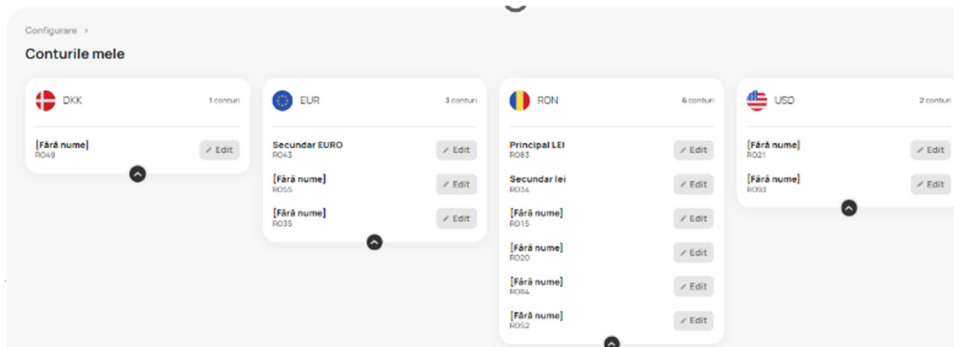 Configurare >
Conturile mele
DKK 1 conturi
[Fără nume] Edit
RO49
EUR 3 conturi
Secundar EURO Edit
RO43
[Fără nume] Edit
RO55
[Fără nume] Edit
RO35
RON 6 conturi
Principal LEI Edit
RO83
Secundar lei Edit
RO34
[Fără nume] Edit
RO15
[Fără nume] Edit
RO20
[Fără nume] Edit
RO84
[Fără nume] Edit
RO52
USD 2 conturi
[Fără nume] Edit
RO21
[Fără nume] Edit
RO93